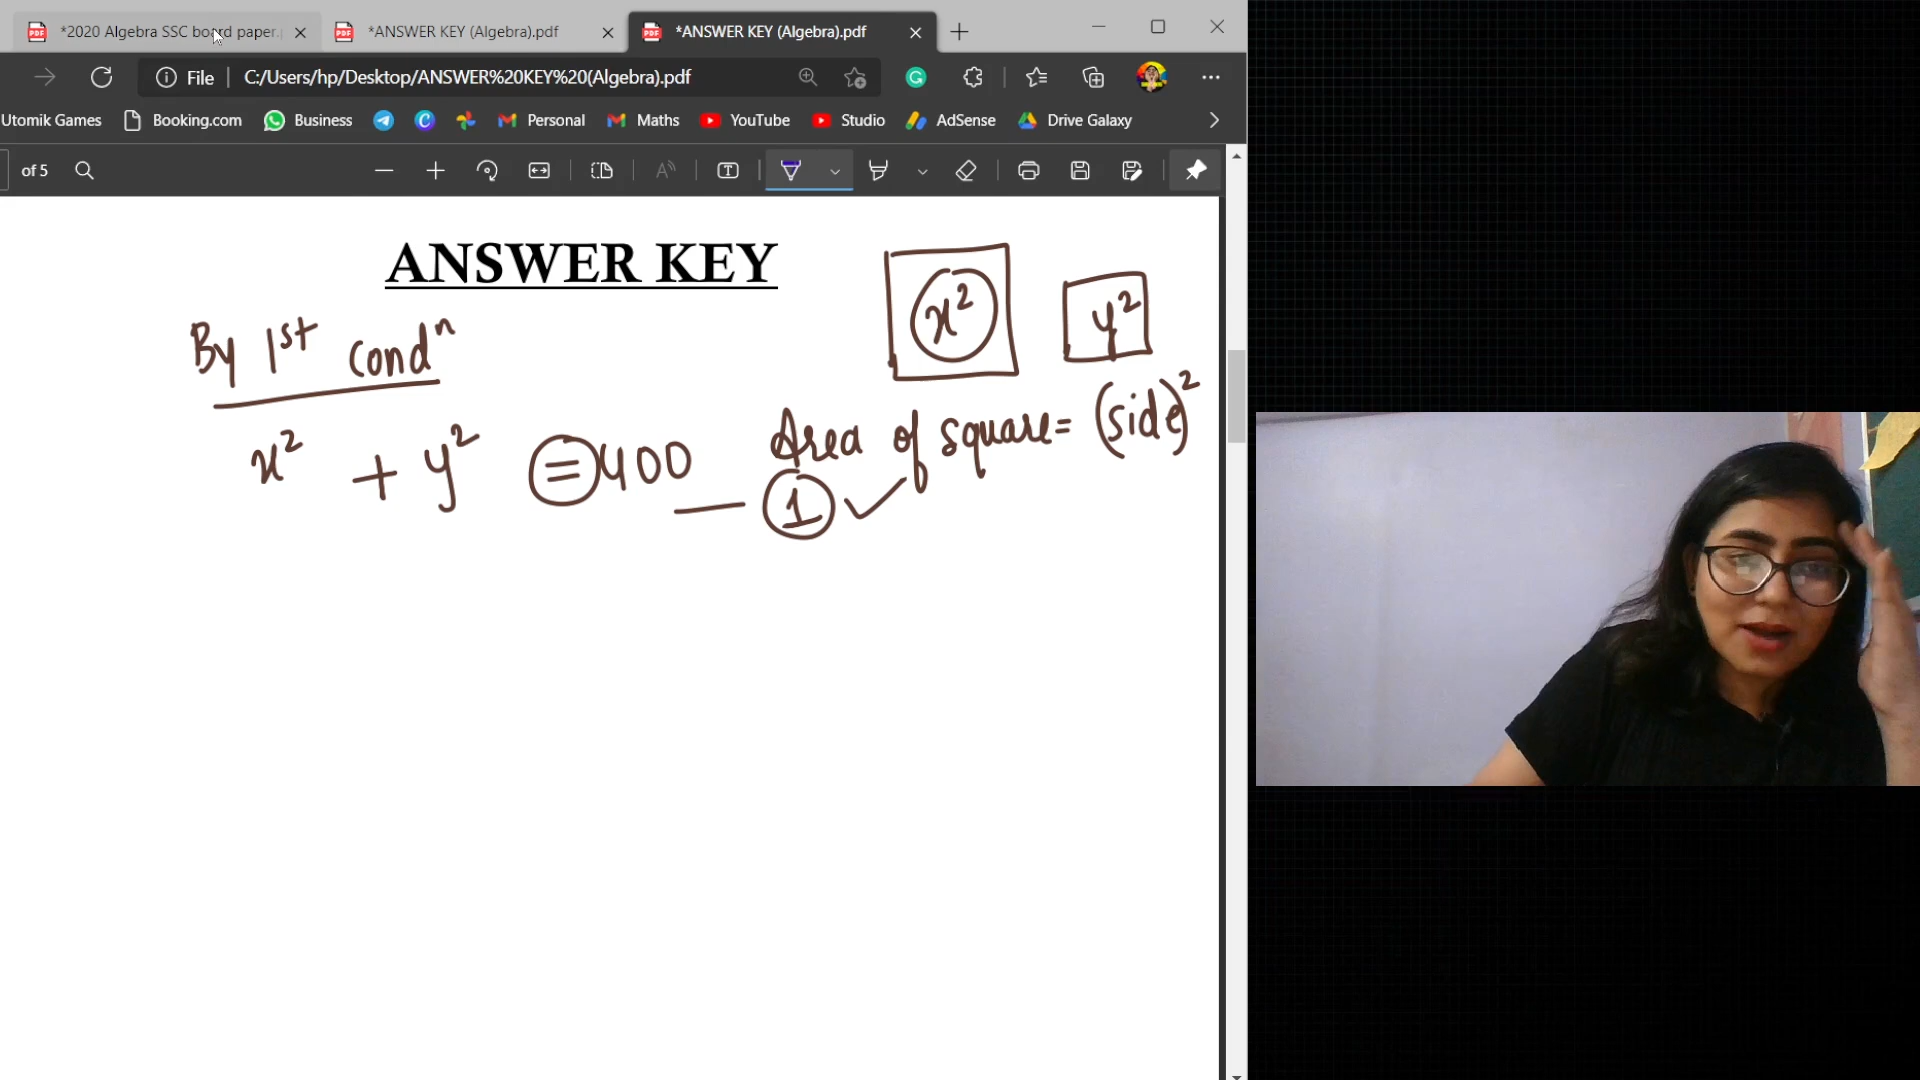 *2020 Algebra SSC board paper.p
*ANSWER KEY (Algebra).pdf
*ANSWER KEY (Algebra).pdf
File
C:/Users/hp/Desktop/ANSWER%20KEY%20(Algebra).pdf
Utomik Games
Booking.com
Business
Personal
Maths
YouTube
Studio
AdSense
Drive Galaxy
of 5
ANSWER KEY
x²
y²
By 1st condⁿ
Area of square = (side)²
x² + y² = 400 — 1 ✓